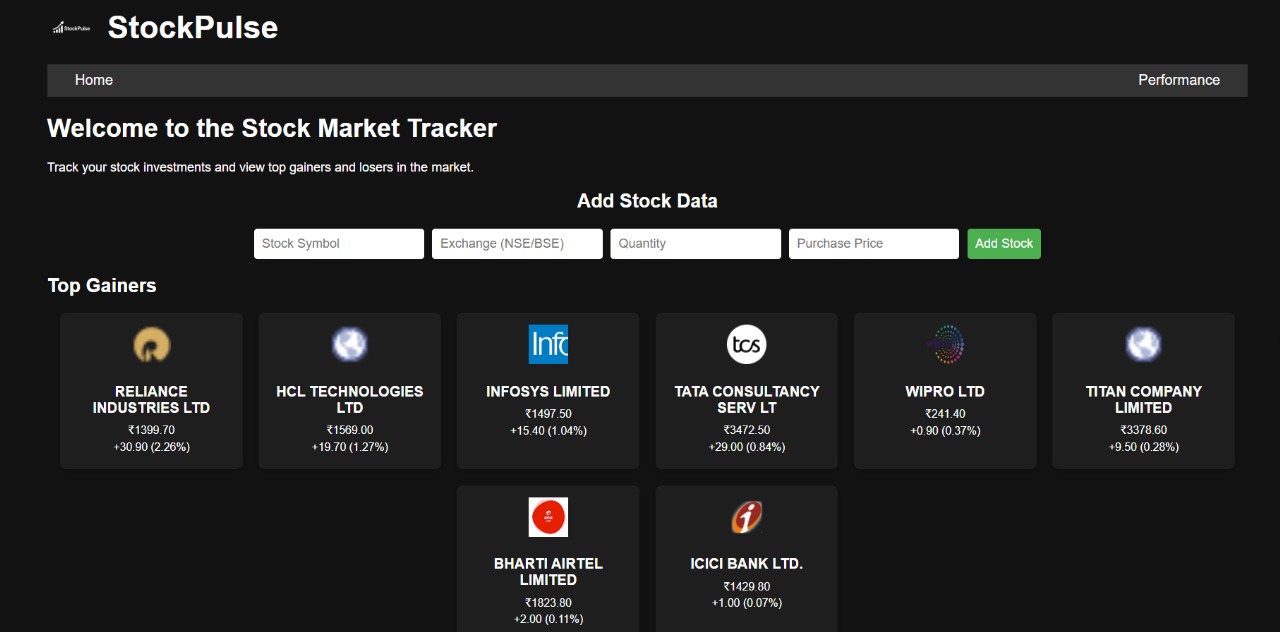 StockPulse
StockPulse
Home
Performance
Welcome to the Stock Market Tracker
Track your stock investments and view top gainers and losers in the market.
Add Stock Data
Stock Symbol
Exchange (NSE/BSE)
Quantity
Purchase Price
Add Stock
Top Gainers
RELIANCE
INDUSTRIES LTD
₹1399.70
+30.90 (2.26%)
HCL TECHNOLOGIES
LTD
₹1569.00
+19.70 (1.27%)
Info
INFOSYS LIMITED
₹1497.50
+15.40 (1.04%)
tcs
TATA CONSULTANCY
SERV LT
₹3472.50
+29.00 (0.84%)
WIPRO LTD
₹241.40
+0.90 (0.37%)
TITAN COMPANY
LIMITED
₹3378.60
+9.50 (0.28%)
BHARTI AIRTEL
LIMITED
₹1823.80
+2.00 (0.11%)
ICICI BANK LTD.
₹1429.80
+1.00 (0.07%)